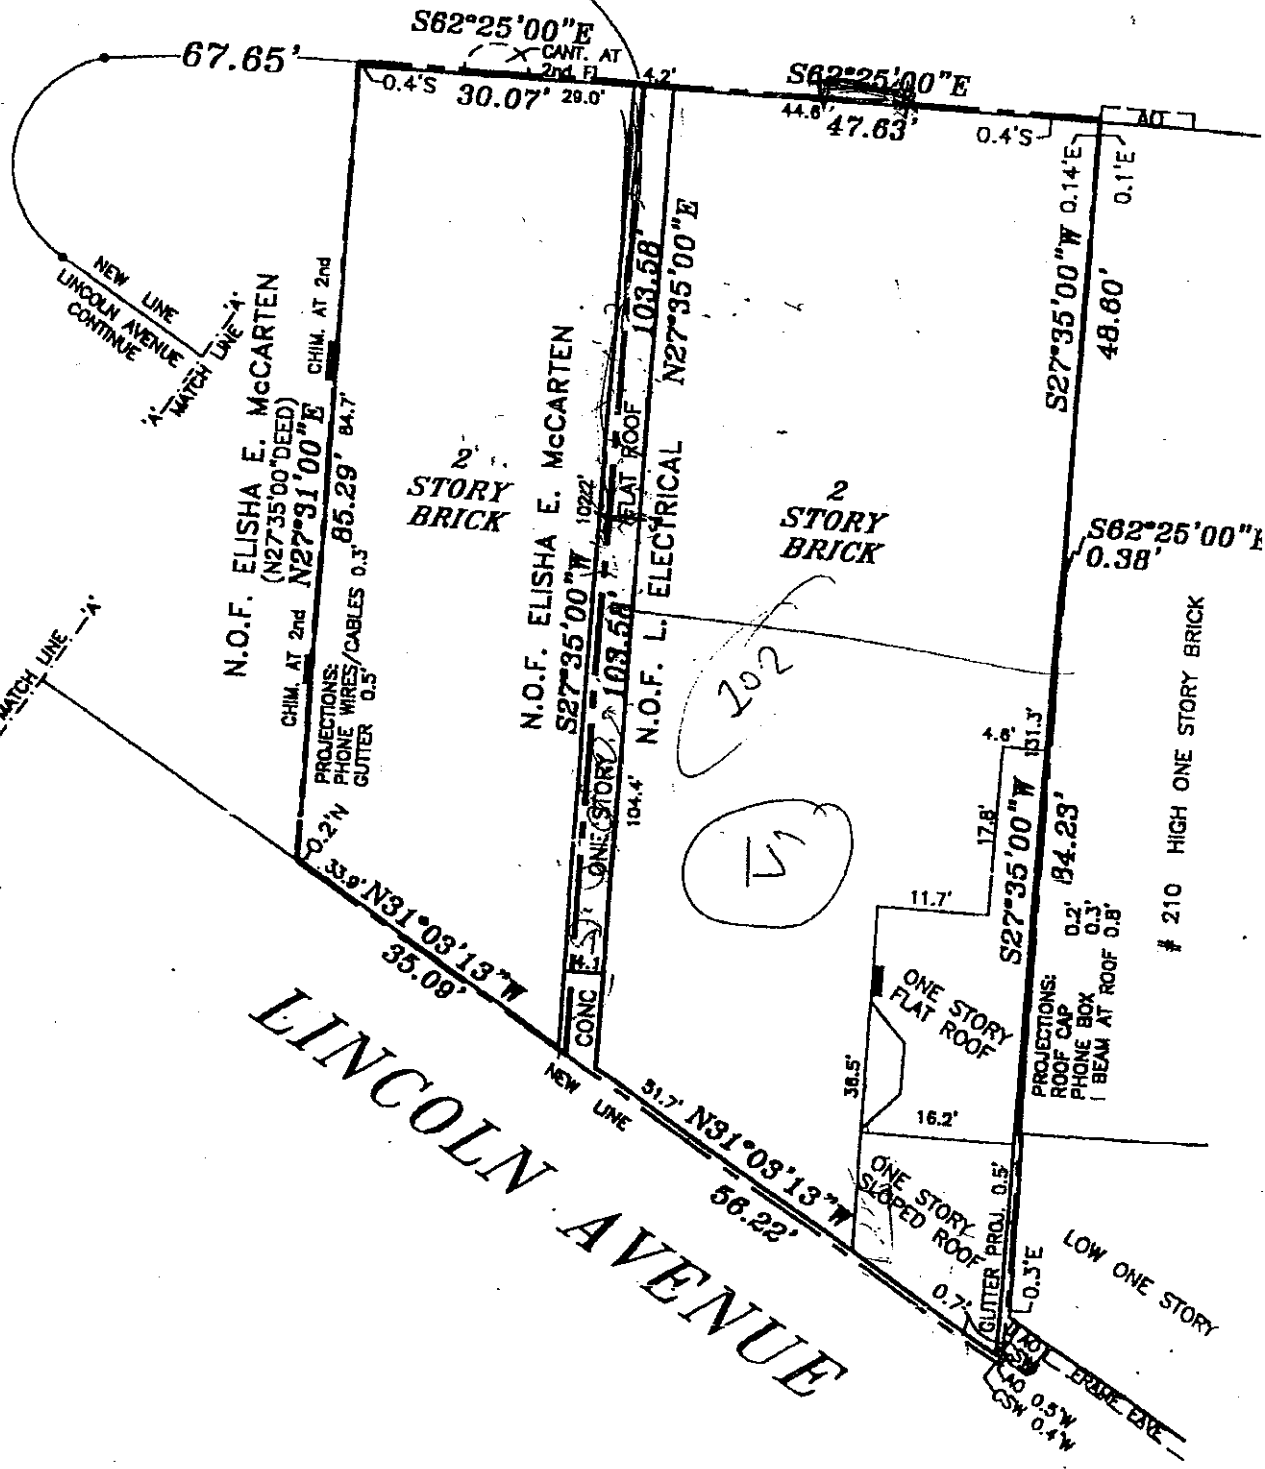 S62°25'00"E
67.65'
CANT. AT
2nd Fl
0.4'S
30.07'
29.0'
4.2'
S62°25'00"E
44.6'
47.63'
0.4'S
AO
0.14'E
0.1'E
S27°35'00"W
48.80'
NEW LINE
LINCOLN AVENUE
CONTINUE
'A' MATCH LINE 'A'
N.O.F. ELISHA E. McCARTEN
(N27°35'00"DEED)
N27°31'00"E
85.29'
84.7'
CHIM. AT 2nd
CHIM. AT 2nd
PROJECTIONS:
PHONE WIRES/CABLES 0.3'
GUTTER 0.5'
2
STORY
BRICK
N.O.F. ELISHA E. McCARTEN
S27°35'00"W
103.58'
FLAT ROOF
103.58'
N27°35'00"E
N.O.F. L. ELECTRICAL
ONE STORY
104.4'
2
STORY
BRICK
S62°25'00"E
0.38'
102
V1
MATCH LINE 'A'
0.2'N
33.9'
N31°03'13"W
35.09'
4.1
CONC
NEW LINE
4.6'
131.3'
17.8'
11.7'
S27°35'00"W
84.23'
# 210 HIGH ONE STORY BRICK
PROJECTIONS:
ROOF CAP 0.2'
PHONE BOX 0.3'
I BEAM AT ROOF 0.8'
ONE STORY
FLAT ROOF
16.2'
51.7'
N31°03'13"W
56.22'
ONE STORY
SLOPED ROOF
GUTTER PROJ. 0.5'
0.3'E
LOW ONE STORY
0.7'
AO
CSW
AO 0.5'W
CSW 0.4'W
FRAME EAVE
LINCOLN AVENUE